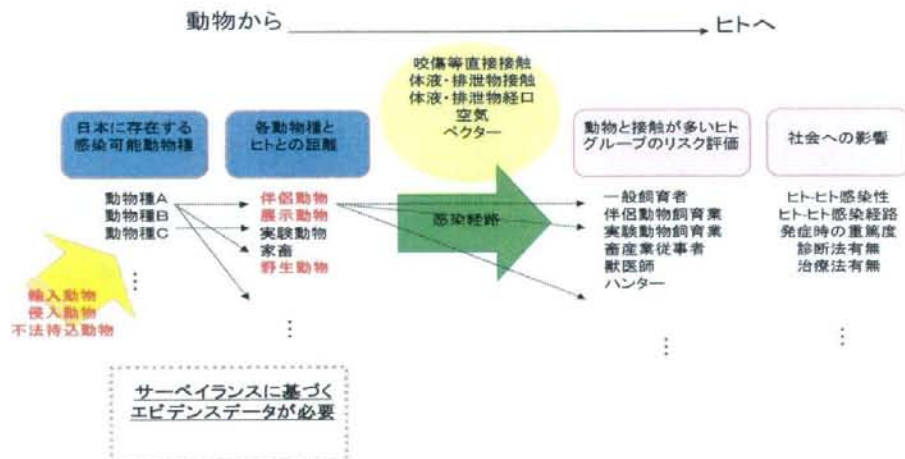 動物から
ヒトへ
咬傷等直接接触
体液・排泄物接触
体液・排泄物経口
空気
ベクター
日本に存在する
感染可能動物種
各動物種と
ヒトとの距離
動物と接触が多いヒト
グループのリスク評価
社会への影響
動物種A
動物種B
動物種C
⋮
輸入動物
侵入動物
不法持込動物
伴侶動物
展示動物
実験動物
家畜
野生動物
⋮
感染経路
一般飼育者
伴侶動物飼育業
実験動物飼育業
畜産業従事者
獣医師
ハンター
⋮
ヒト-ヒト感染性
ヒト-ヒト感染経路
発症時の重篤度
診断法有無
治療法有無
⋮
サーベイランスに基づく
エビデンスデータが必要